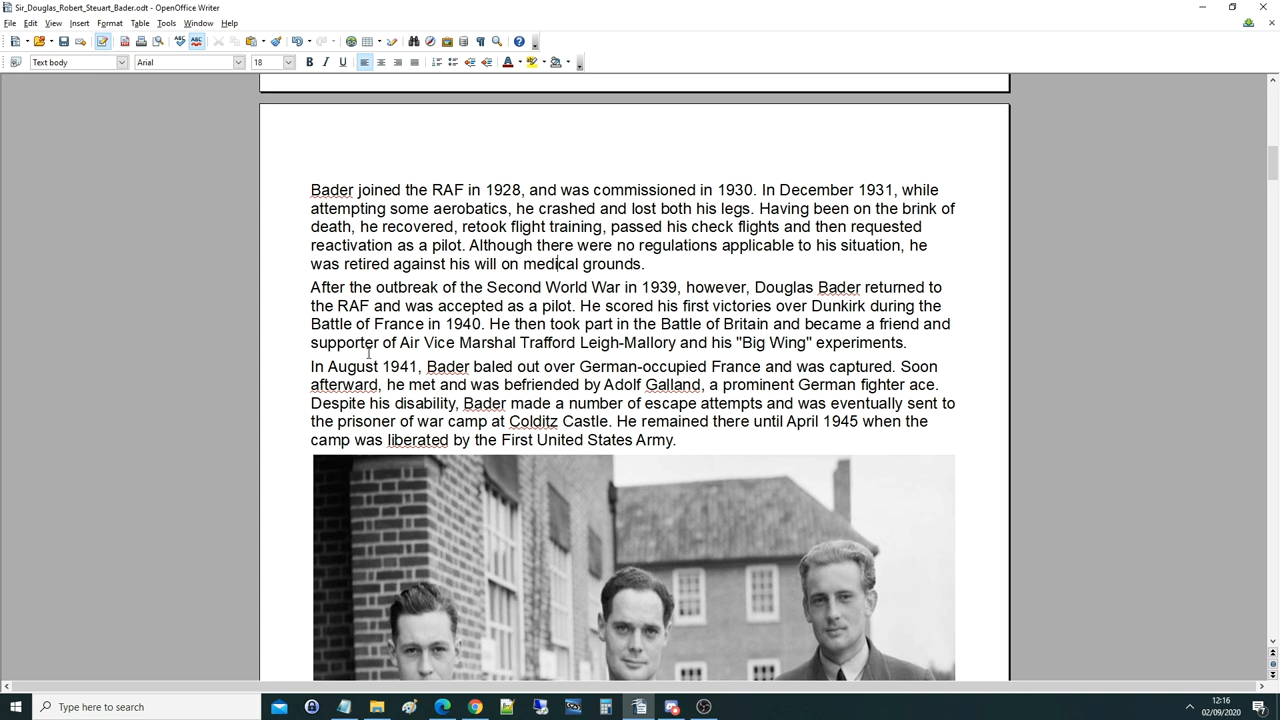 Sir_Douglas_Robert_Steuart_Bader.odt - OpenOffice Writer
File Edit View Insert Format Table Tools Window Help
Text body Arial 18 B I U
Bader joined the RAF in 1928, and was commissioned in 1930. In December 1931, while
attempting some aerobatics, he crashed and lost both his legs. Having been on the brink of
death, he recovered, retook flight training, passed his check flights and then requested
reactivation as a pilot. Although there were no regulations applicable to his situation, he
was retired against his will on medical grounds.
After the outbreak of the Second World War in 1939, however, Douglas Bader returned to
the RAF and was accepted as a pilot. He scored his first victories over Dunkirk during the
Battle of France in 1940. He then took part in the Battle of Britain and became a friend and
supporter of Air Vice Marshal Trafford Leigh-Mallory and his "Big Wing" experiments.
In August 1941, Bader baled out over German-occupied France and was captured. Soon
afterward, he met and was befriended by Adolf Galland, a prominent German fighter ace.
Despite his disability, Bader made a number of escape attempts and was eventually sent to
the prisoner of war camp at Colditz Castle. He remained there until April 1945 when the
camp was liberated by the First United States Army.
Type here to search
12:16
02/09/2020